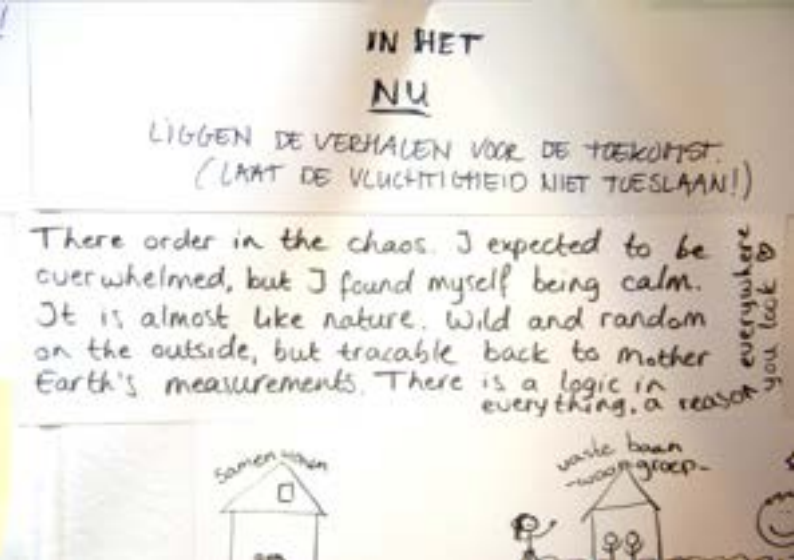 IN HET
NU
LIGGEN DE VERHALEN VOOR DE TOEKOMST.
(LAAT DE VLUCHTIGHEID NIET TOESLAAN!)
There order in the chaos. I expected to be
overwhelmed, but I found myself being calm.
It is almost like nature. Wild and random
on the outside, but tracable back to mother
Earth's measurements. There is a logic in
everything, a reason
everywhere
you look
samen wonen
vaste baan
-woongroep-